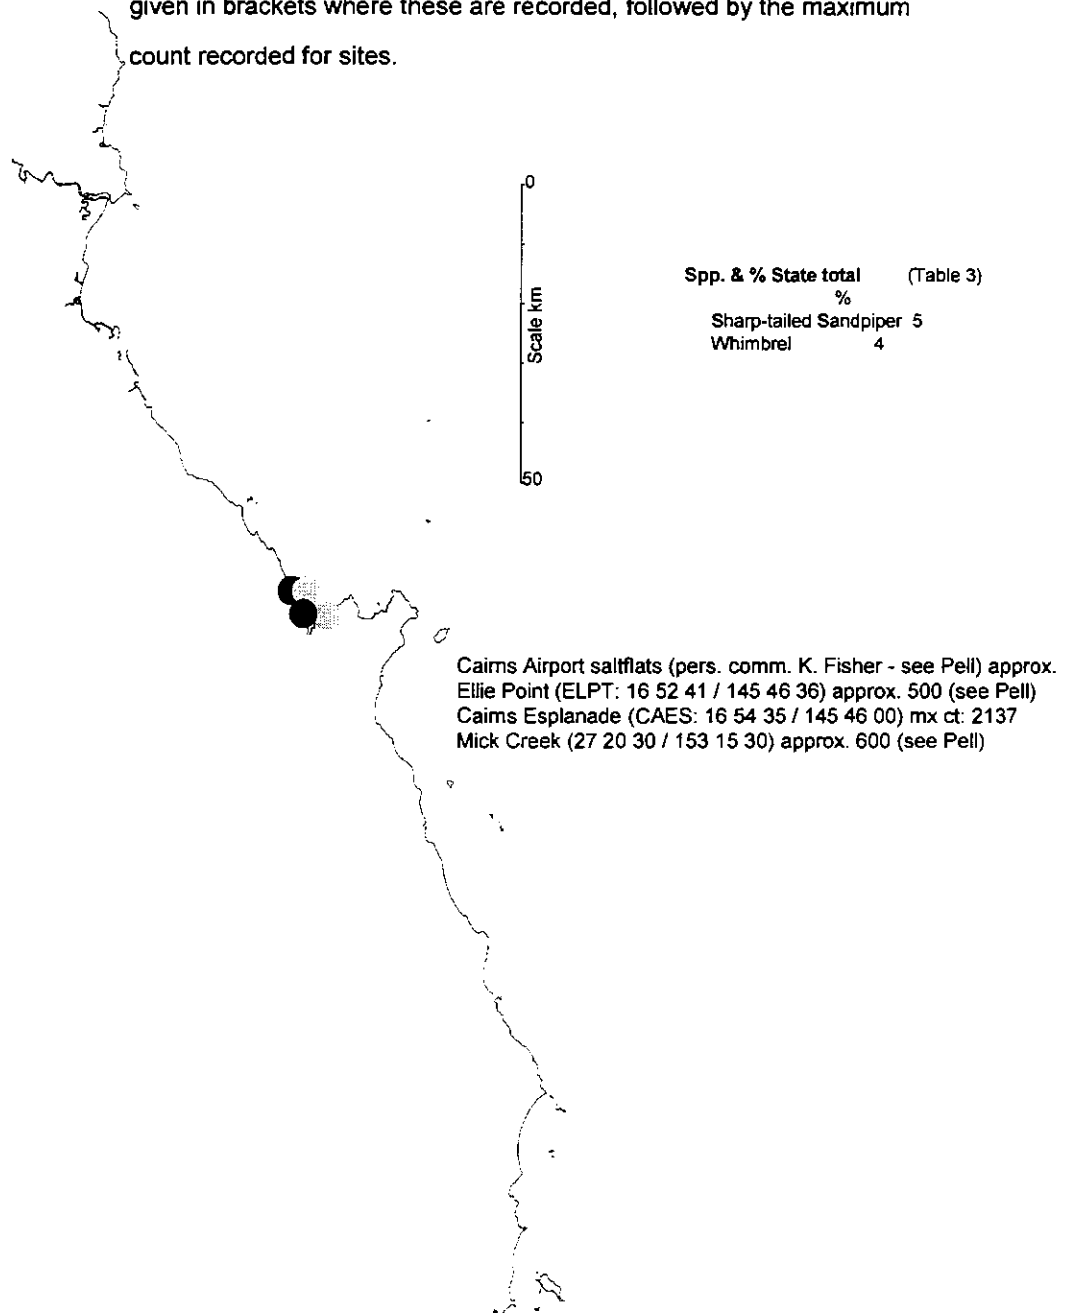 given in brackets where these are recorded, followed by the maximum
count recorded for sites.
0
Scale km
50
Spp. & % State total (Table 3)
%
Sharp-tailed Sandpiper 5
Whimbrel 4
Cairns Airport saltflats (pers. comm. K. Fisher - see Pell) approx.
Ellie Point (ELPT: 16 52 41 / 145 46 36) approx. 500 (see Pell)
Cairns Esplanade (CAES: 16 54 35 / 145 46 00) mx ct: 2137
Mick Creek (27 20 30 / 153 15 30) approx. 600 (see Pell)